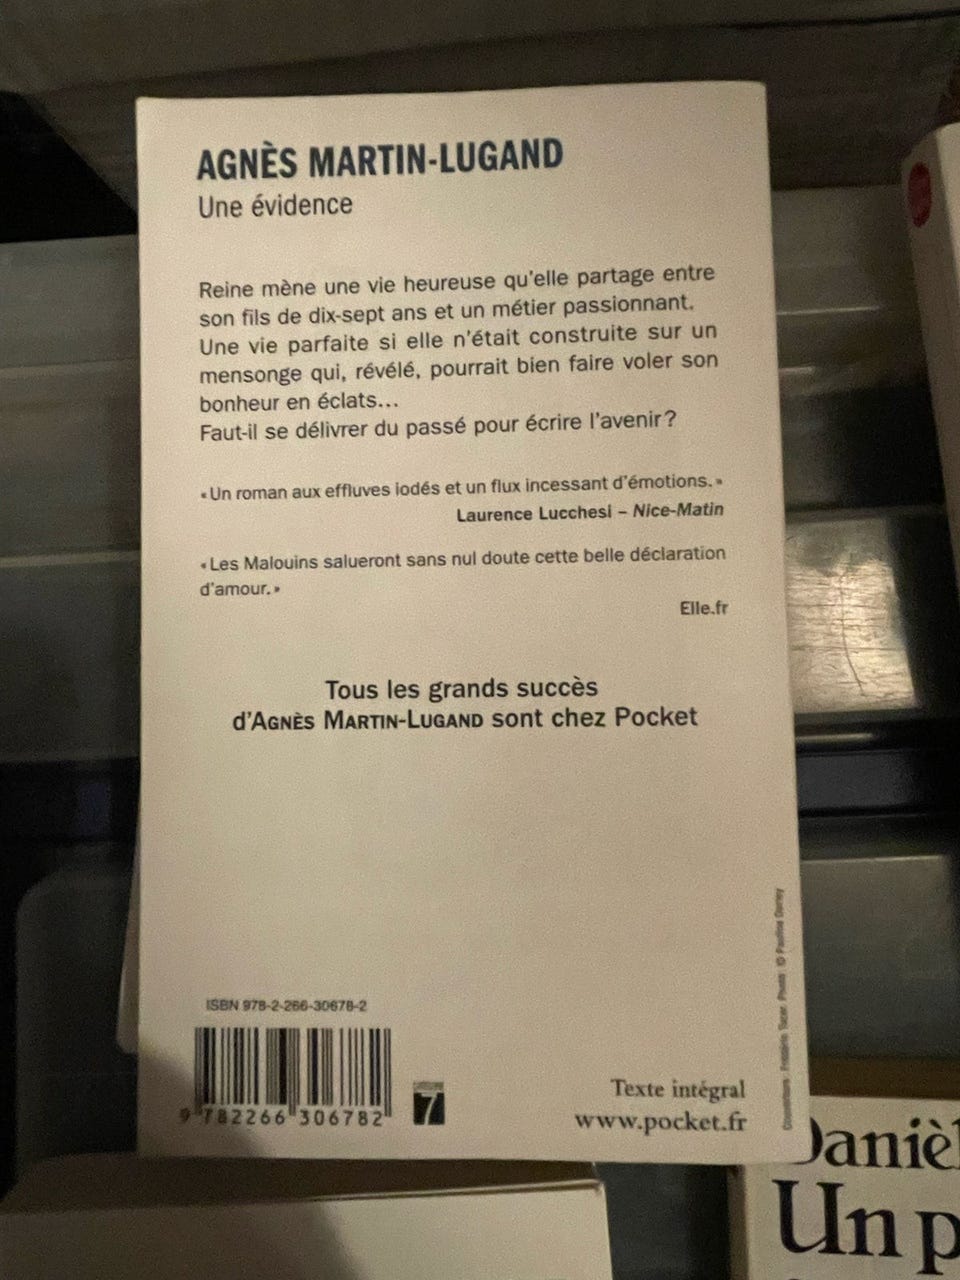 AGNÈS MARTIN-LUGAND
Une évidence
Reine mène une vie heureuse qu'elle partage entre
son fils de dix-sept ans et un métier passionnant.
Une vie parfaite si elle n'était construite sur un
mensonge qui, révélé, pourrait bien faire voler son
bonheur en éclats...
Faut-il se délivrer du passé pour écrire l'avenir ?
« Un roman aux effluves iodés et un flux incessant d'émotions. »
Laurence Lucchesi – Nice-Matin
« Les Malouins salueront sans nul doute cette belle déclaration
d'amour. »
Elle.fr
Tous les grands succès
d'AGNÈS MARTIN-LUGAND sont chez Pocket
ISBN 978-2-266-30678-2
9 782266 306782
7
Texte intégral
www.pocket.fr
Danièl
Un p